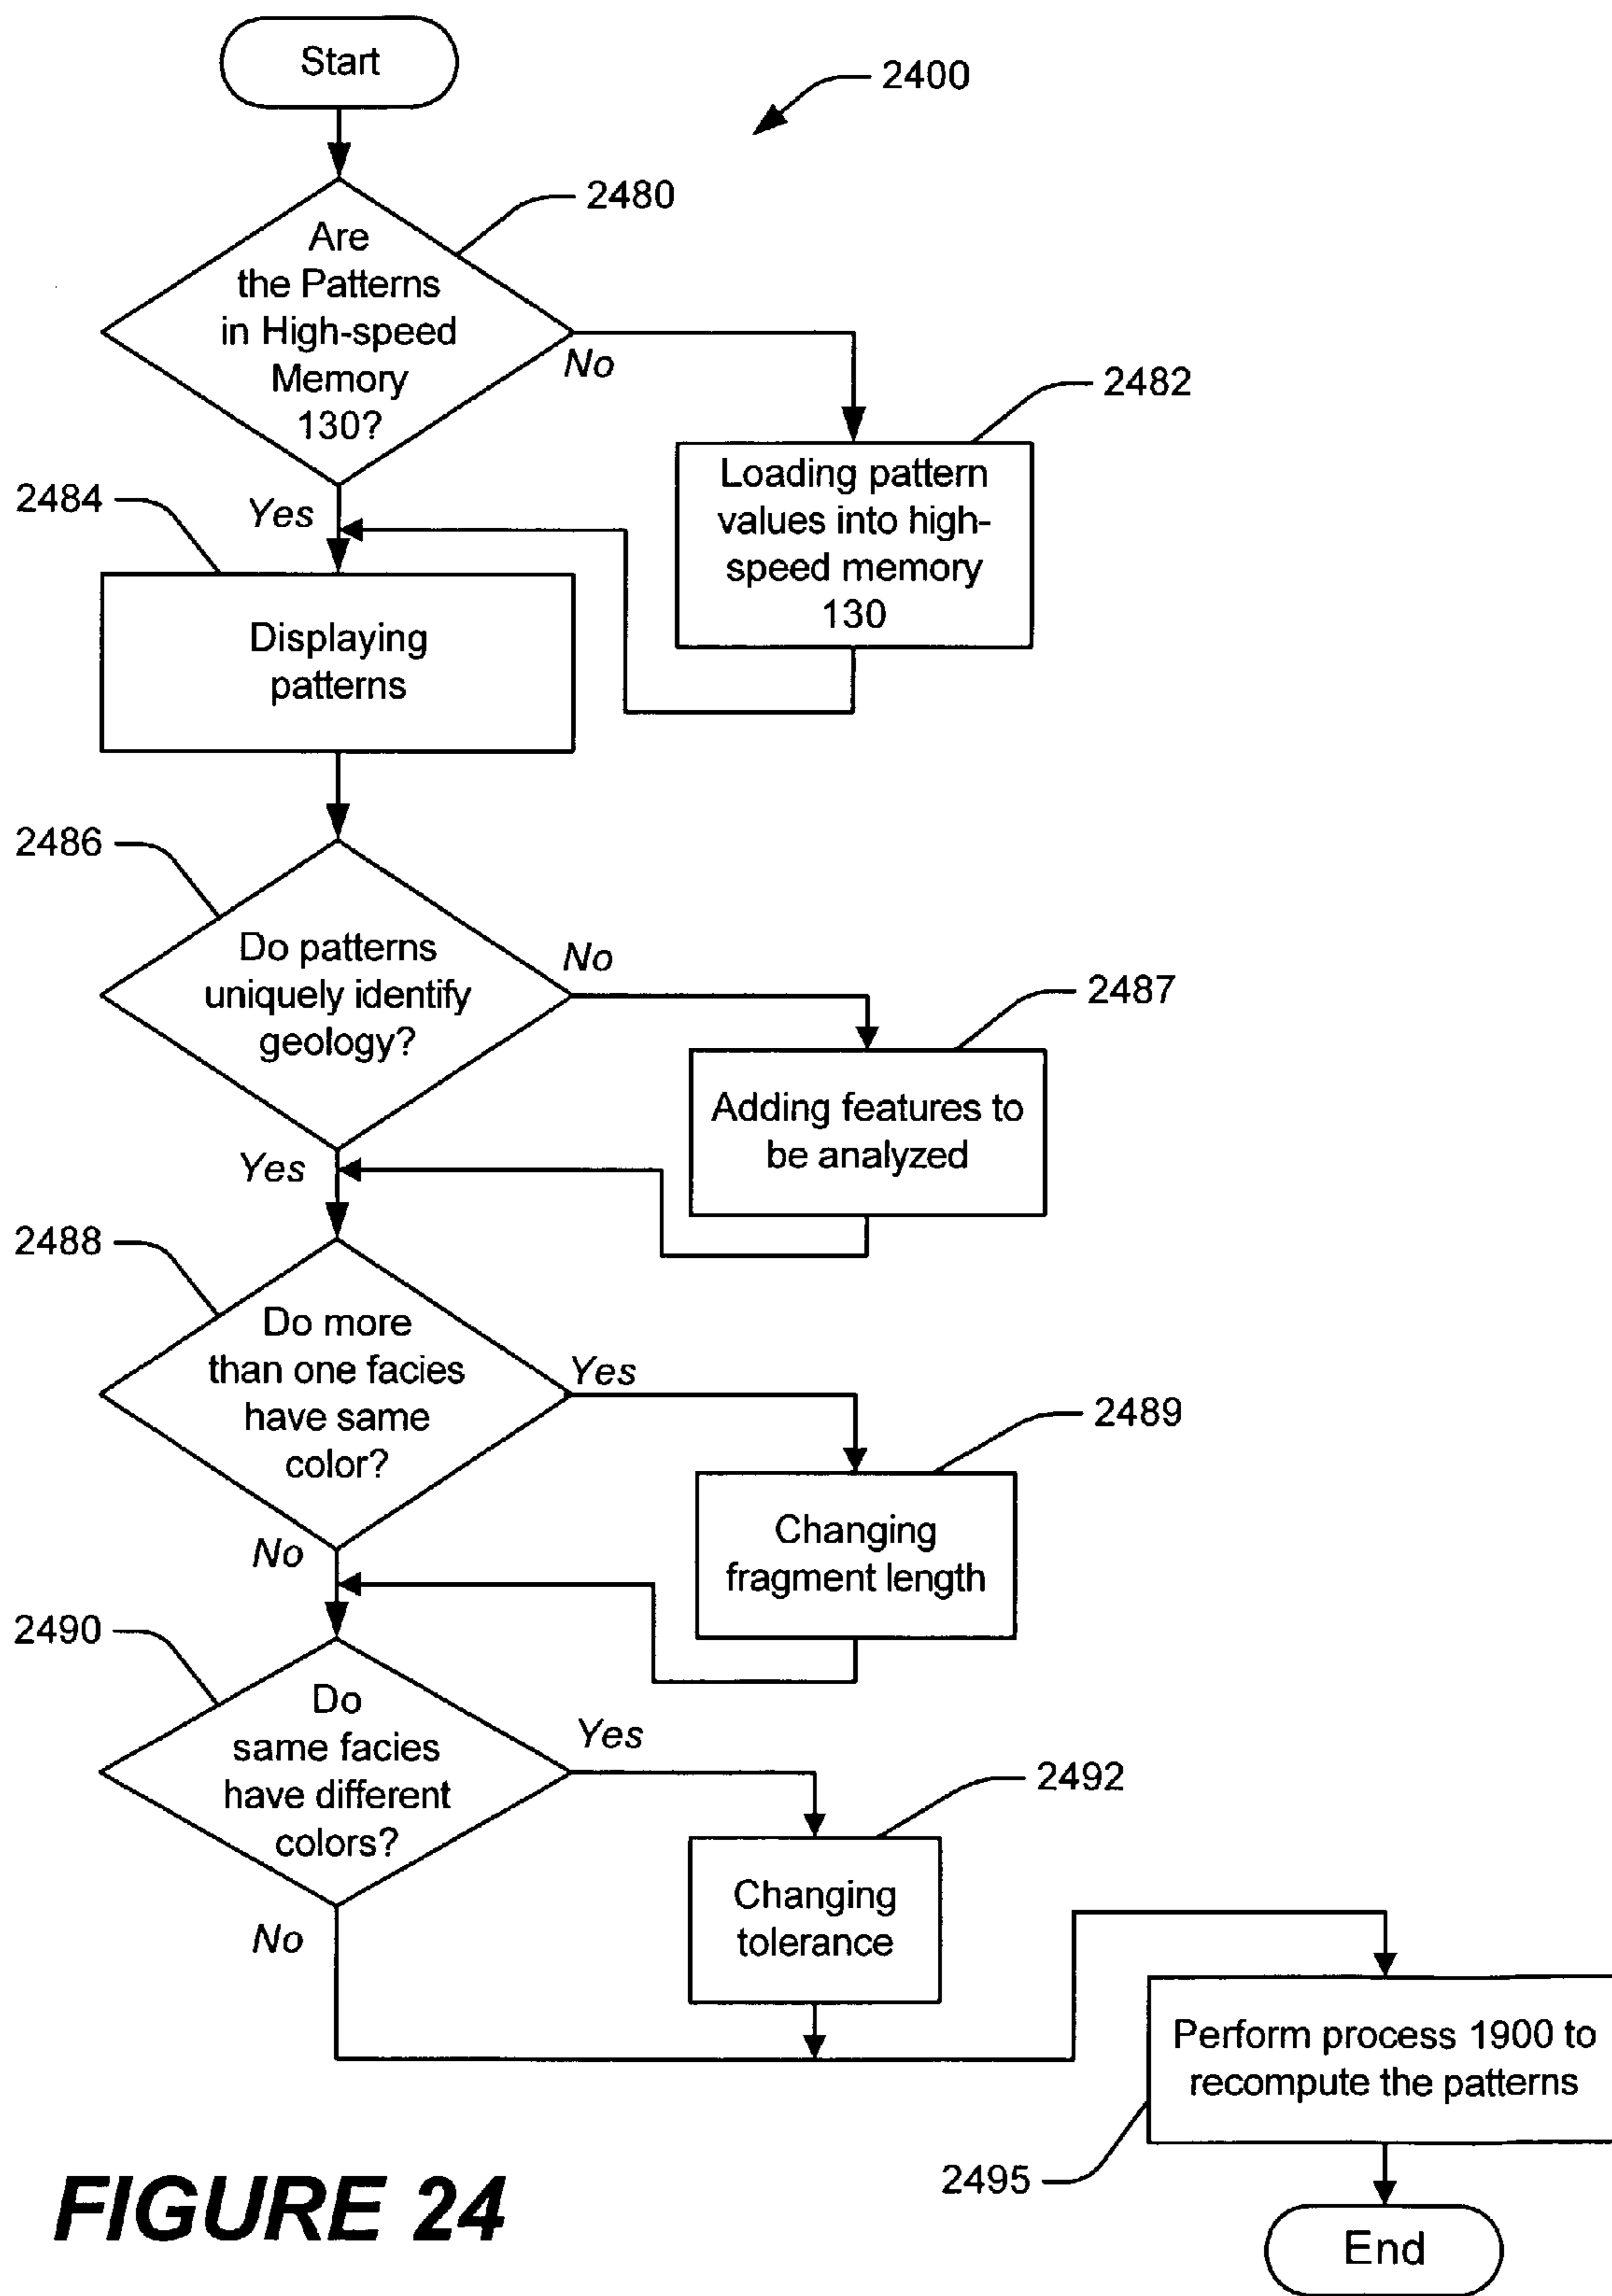 Start
2400
2480
Are
the Patterns
in High-speed
Memory
130?
No
2482
Loading pattern
values into high-
speed memory
130
2484
Yes
Displaying
patterns
2486
Do patterns
uniquely identify
geology?
No
2487
Adding features to
be analyzed
Yes
2488
Do more
than one facies
have same
color?
Yes
2489
Changing
fragment length
No
2490
Do
same facies
have different
colors?
Yes
2492
Changing
tolerance
No
Perform process 1900 to
recompute the patterns
2495
End
FIGURE 24